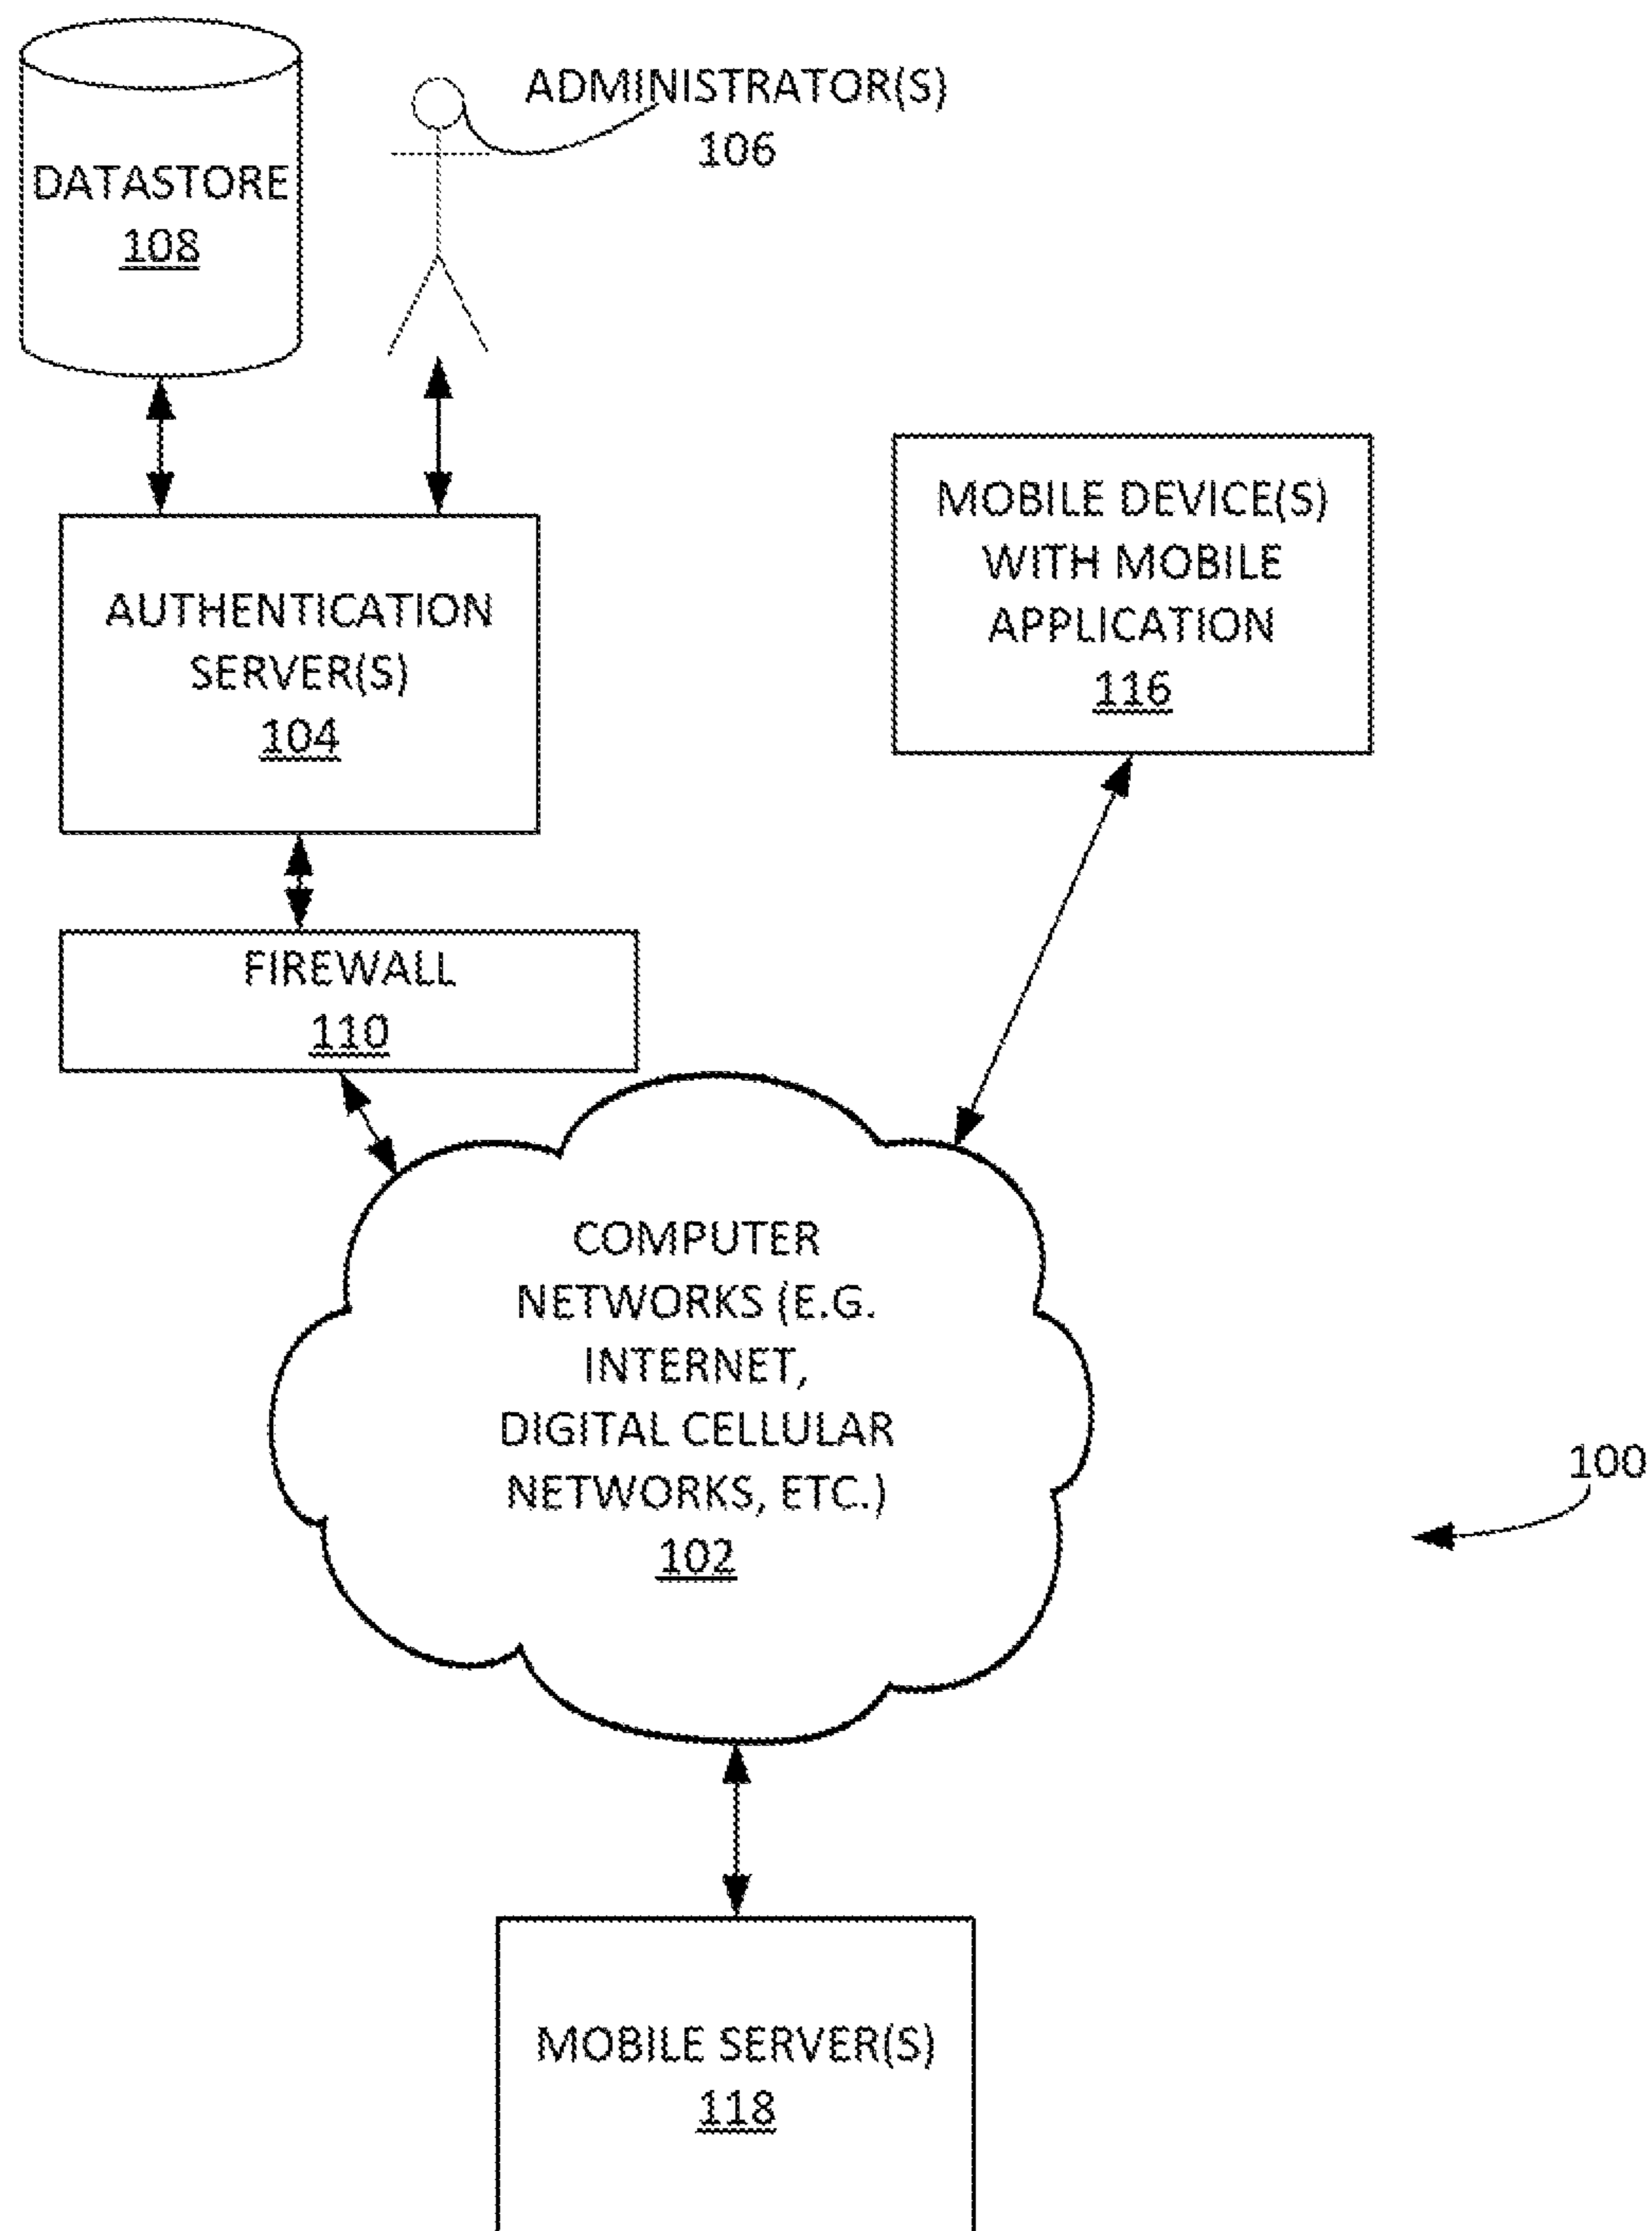 ADMINISTRATOR(S)
106
DATASTORE
108
AUTHENTICATION
SERVER(S)
104
MOBILE DEVICE(S)
WITH MOBILE
APPLICATION
116
FIREWALL
110
COMPUTER
NETWORKS (E.G.
INTERNET,
DIGITAL CELLULAR
NETWORKS, ETC.)
102
100
MOBILE SERVER(S)
118